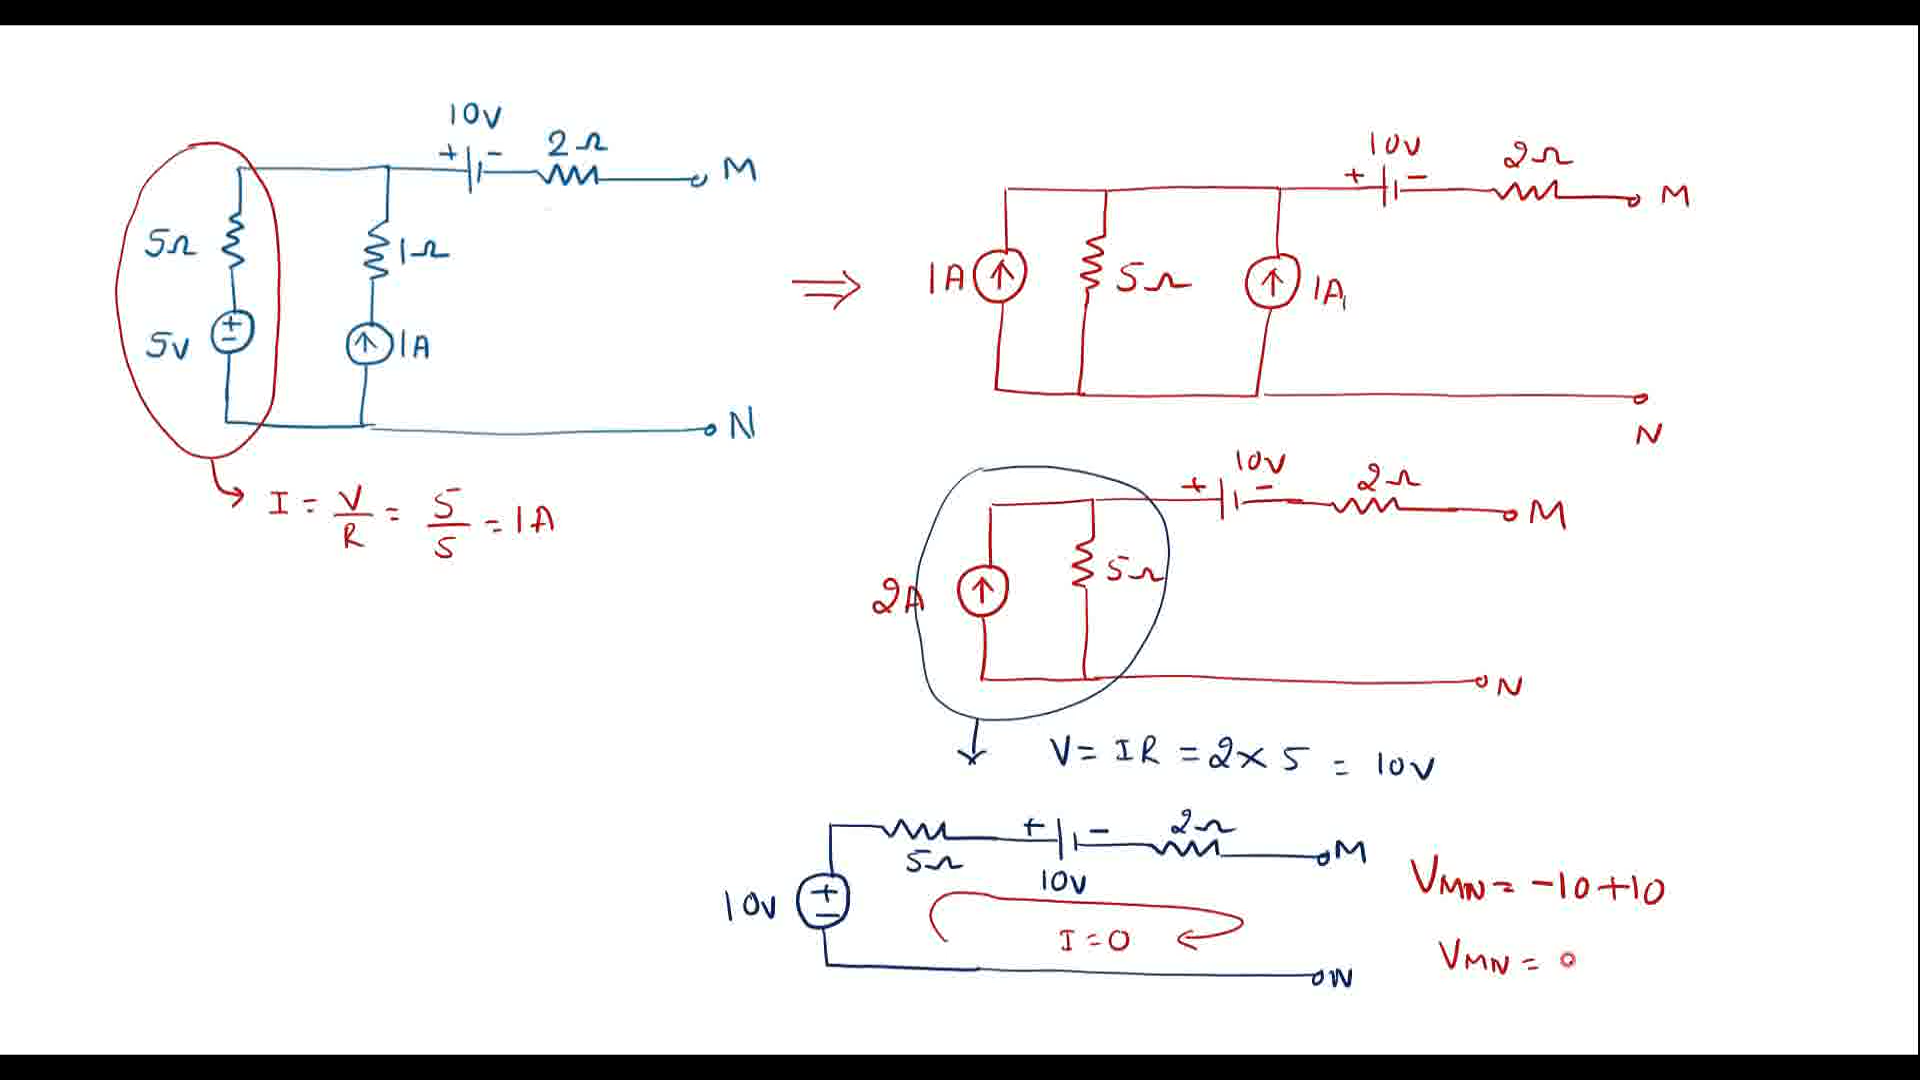 10V
+ - 2Ω M
5Ω 1Ω
5V + - 1A
N
I = V/R = 5/5 = 1A
⇒
10V
+ - 2Ω M
1A 5Ω 1A
N
10V
+ - 2Ω M
2A 5Ω
N
V = IR = 2 × 5 = 10V
+ - 2Ω M
5Ω 10V
10V + -
I = 0
N
VMN = -10+10
VMN = 0